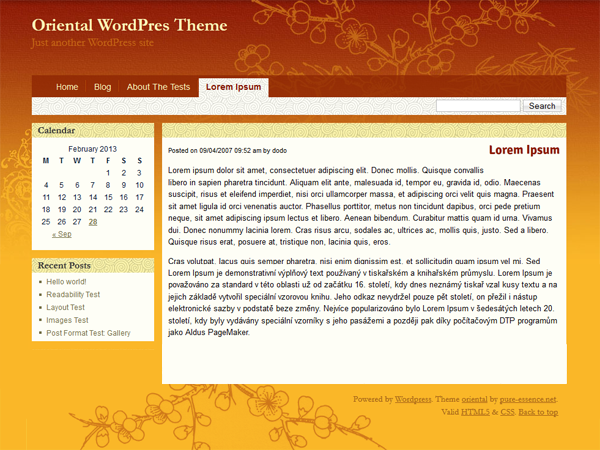 Oriental WordPres Theme
Just another WordPress site
Home Blog About The Tests Lorem Ipsum
Search
Calendar
February 2013
M T W T F S S
1 2 3
4 5 6 7 8 9 10
11 12 13 14 15 16 17
18 19 20 21 22 23 24
25 26 27 28
« Sep
Recent Posts
Hello world!
Readability Test
Layout Test
Images Test
Post Format Test: Gallery
Posted on 09/04/2007 09:52 am by dodo
Lorem Ipsum
Lorem ipsum dolor sit amet, consectetuer adipiscing elit. Donec mollis. Quisque convallis
libero in sapien pharetra tincidunt. Aliquam elit ante, malesuada id, tempor eu, gravida id, odio. Maecenas
suscipit, risus et eleifend imperdiet, nisi orci ullamcorper massa, et adipiscing orci velit quis magna. Praesent
sit amet ligula id orci venenatis auctor. Phasellus porttitor, metus non tincidunt dapibus, orci pede pretium
neque, sit amet adipiscing ipsum lectus et libero. Aenean bibendum. Curabitur mattis quam id urna. Vivamus
dui. Donec nonummy lacinia lorem. Cras risus arcu, sodales ac, ultrices ac, mollis quis, justo. Sed a libero.
Quisque risus erat, posuere at, tristique non, lacinia quis, eros.
Cras volutpat, lacus quis semper pharetra, nisi enim dignissim est, et sollicitudin quam ipsum vel mi. Sed
Lorem Ipsum je demonstrativní výplňový text používaný v tiskařském a knihařském průmyslu. Lorem Ipsum je
považováno za standard v této oblasti už od začátku 16. století, kdy dnes neznámý tiskař vzal kusy textu a na
jejich základě vytvořil speciální vzorovou knihu. Jeho odkaz nevydržel pouze pět století, on přežil i nástup
elektronické sazby v podstatě beze změny. Nejvíce popularizováno bylo Lorem Ipsum v šedesátých letech 20.
století, kdy byly vydávány speciální vzorníky s jeho pasážemi a později pak díky počítačovým DTP programům
jako Aldus PageMaker.
Powered by Wordpress. Theme oriental by pure-essence.net.
Valid HTML5 & CSS. Back to top